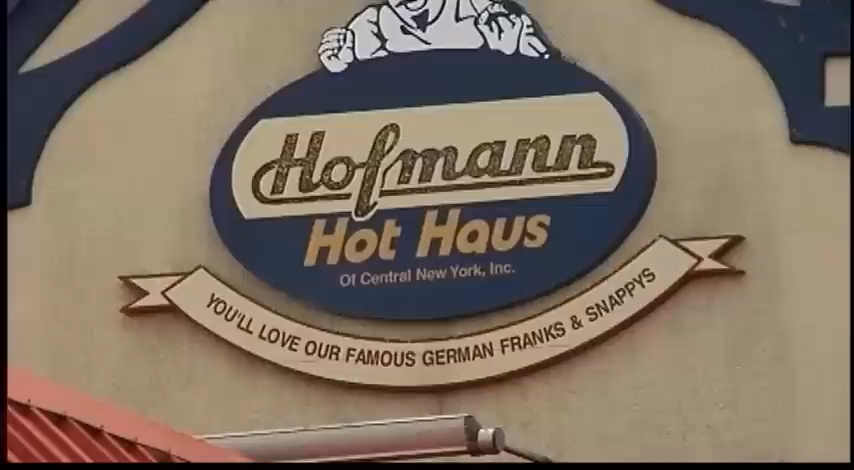 Hofmann
Hot Haus
Of Central New York, Inc.
YOU'LL LOVE OUR FAMOUS GERMAN FRANKS & SNAPPYS